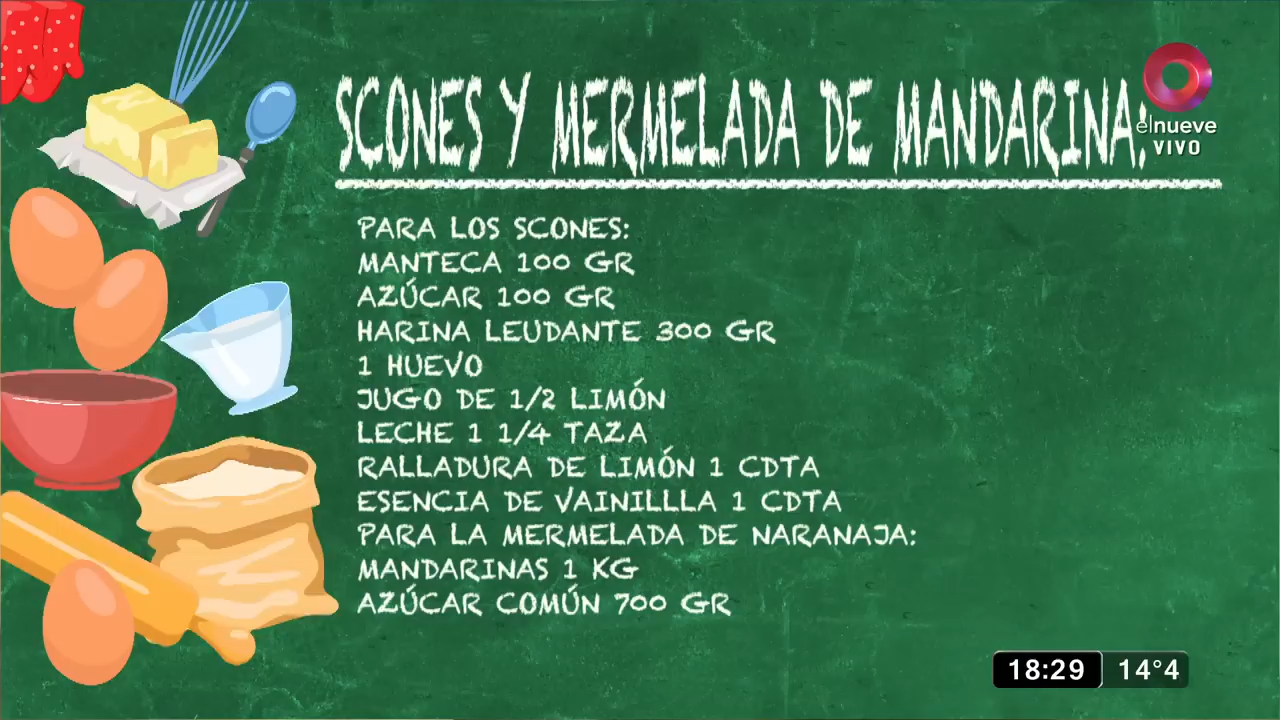 SCONES Y MERMELADA DE MANDARINA:
elnueve
VIVO
PARA LOS SCONES:
MANTECA 100 GR
AZÚCAR 100 GR
HARINA LEUDANTE 300 GR
1 HUEVO
JUGO DE 1/2 LIMÓN
LECHE 1 1/4 TAZA
RALLADURA DE LIMÓN 1 CDTA
ESENCIA DE VAINILLLA 1 CDTA
PARA LA MERMELADA DE NARANAJA:
MANDARINAS 1 KG
AZÚCAR COMÚN 700 GR
18:29 14°4